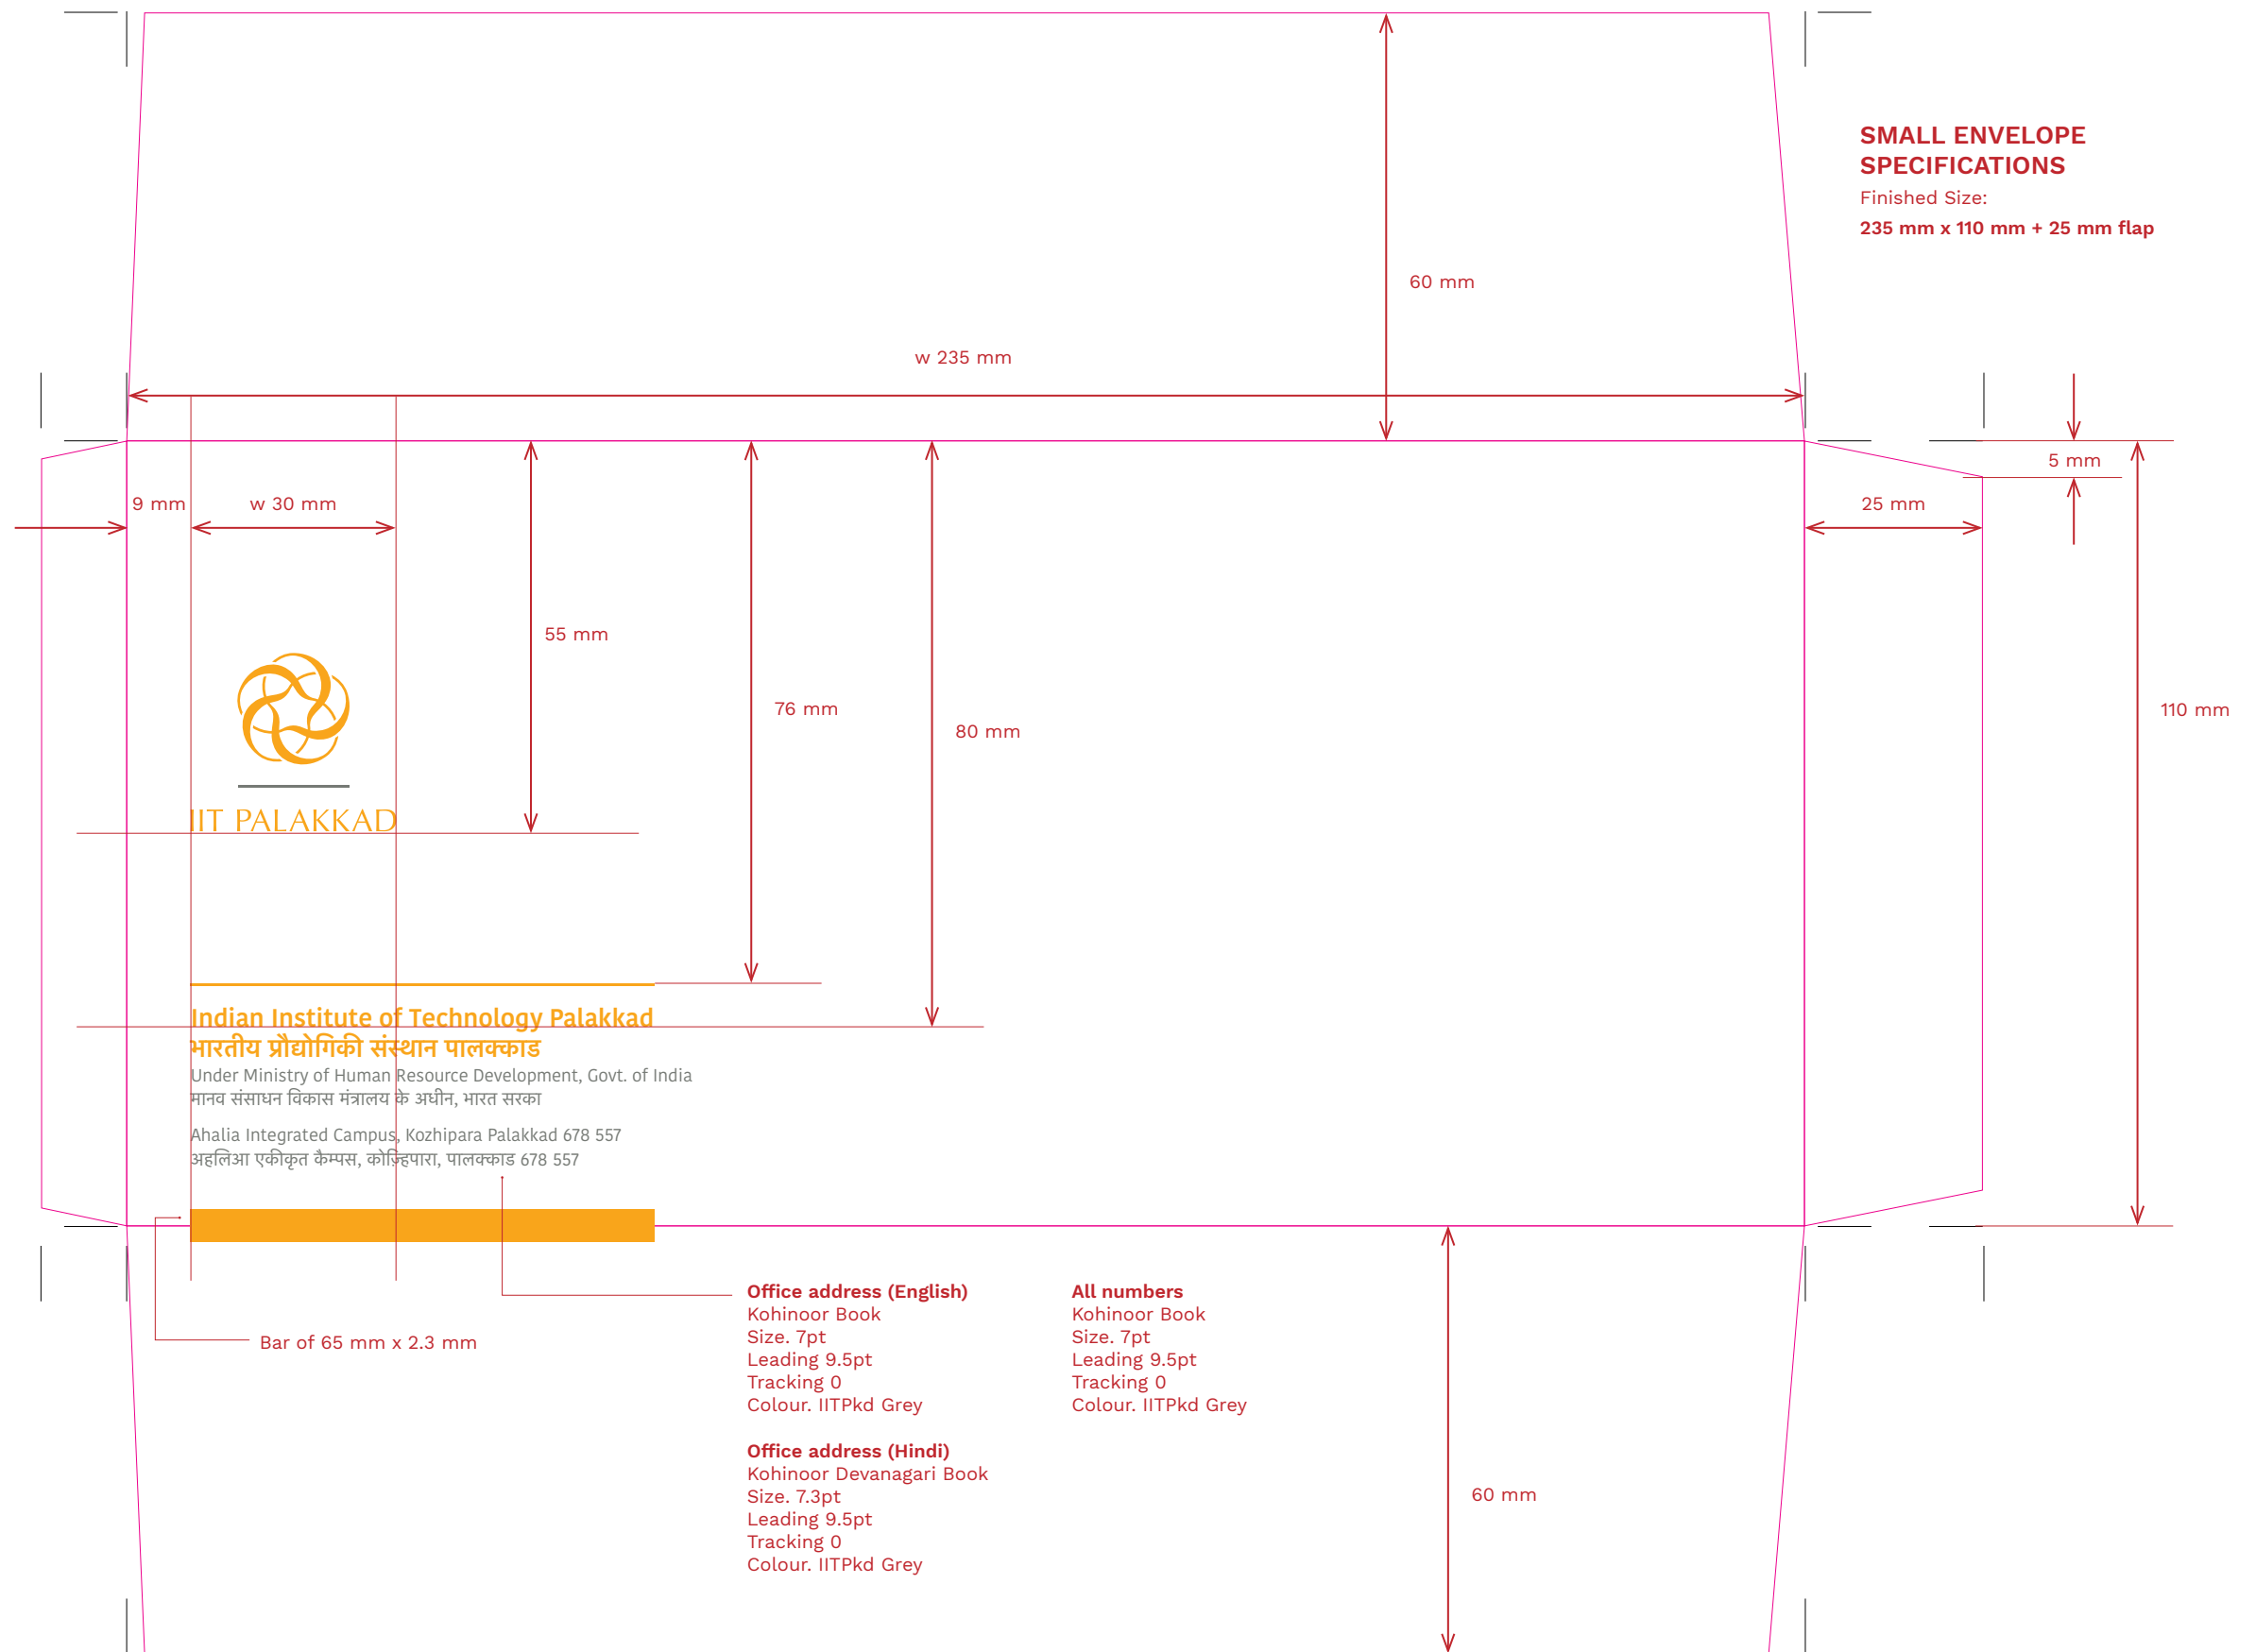 SMALL ENVELOPE
SPECIFICATIONS
Finished Size:
235 mm x 110 mm + 25 mm flap
60 mm
w 235 mm
5 mm
9 mm
w 30 mm
25 mm
55 mm
76 mm
80 mm
110 mm
IIT PALAKKAD
Indian Institute of Technology Palakkad
भारतीय प्रौद्योगिकी संस्थान पालक्काड
Under Ministry of Human Resource Development, Govt. of India
मानव संसाधन विकास मंत्रालय के अधीन, भारत सरका
Ahalia Integrated Campus, Kozhipara Palakkad 678 557
अहलिआ एकीकृत कैम्पस, कोज़्हिपारा, पालक्काड 678 557
Bar of 65 mm x 2.3 mm
Office address (English)
Kohinoor Book
Size. 7pt
Leading 9.5pt
Tracking 0
Colour. IITPkd Grey
Office address (Hindi)
Kohinoor Devanagari Book
Size. 7.3pt
Leading 9.5pt
Tracking 0
Colour. IITPkd Grey
All numbers
Kohinoor Book
Size. 7pt
Leading 9.5pt
Tracking 0
Colour. IITPkd Grey
60 mm